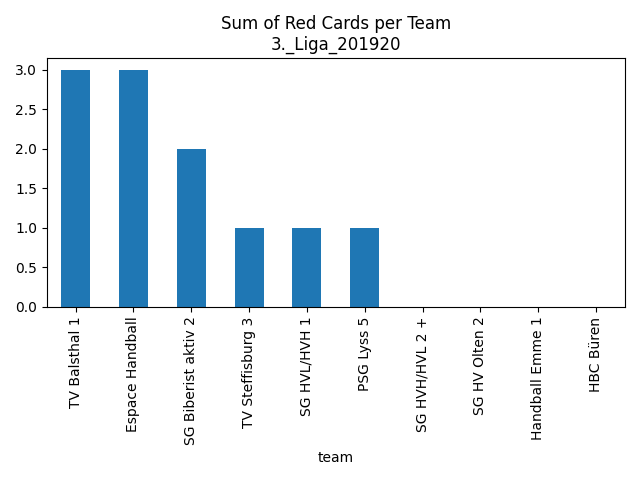 Sum of Red Cards per Team
3._Liga_201920
3.0
2.5
2.0
1.5
1.0
0.5
0.0
TV Balsthal 1
Espace Handball
SG Biberist aktiv 2
TV Steffisburg 3
SG HVL/HVH 1
PSG Lyss 5
SG HVH/HVL 2 +
SG HV Olten 2
Handball Emme 1
HBC Büren
team